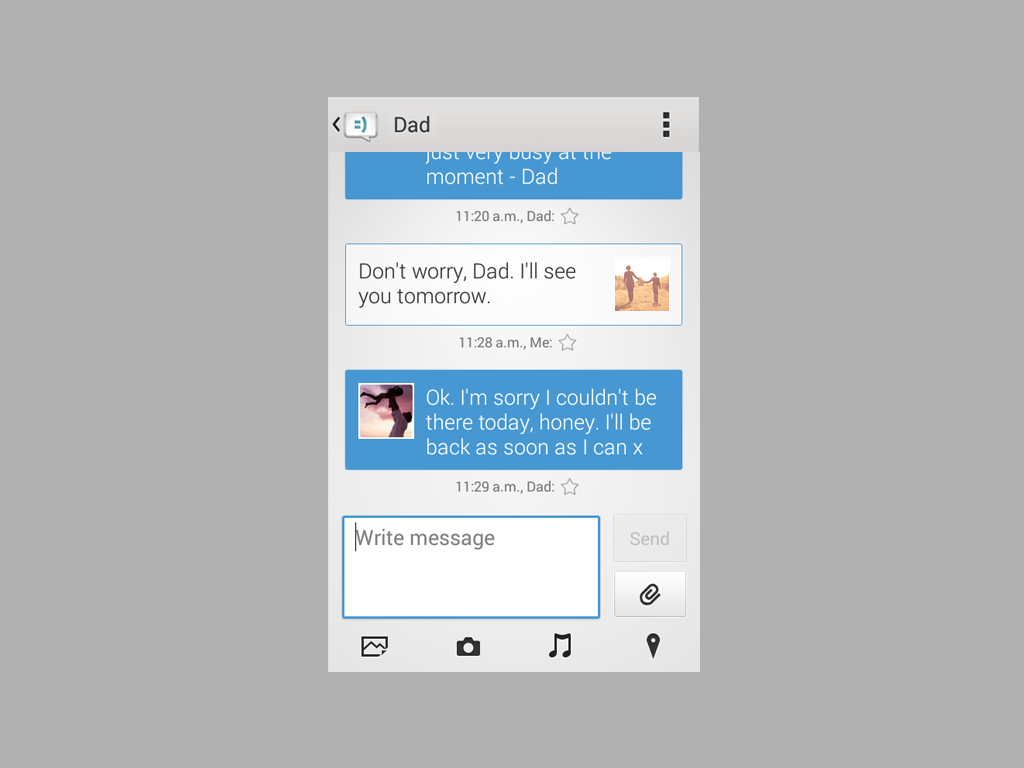 Dad
just very busy at the
moment - Dad
11:20 a.m., Dad:
Don't worry, Dad. I'll see
you tomorrow.
11:28 a.m., Me:
Ok. I'm sorry I couldn't be
there today, honey. I'll be
back as soon as I can x
11:29 a.m., Dad:
Write message
Send